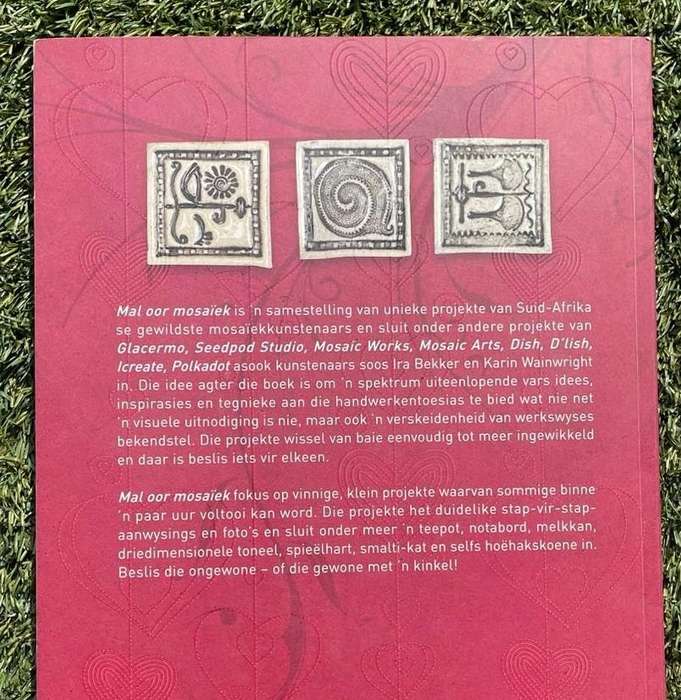 Mal oor mosaïek is 'n samestelling van unieke projekte van Suid-Afrika
se gewildste mosaïekkunstenaars en sluit onder andere projekte van
Glacermo, Seedpod Studio, Mosaic Works, Mosaic Arts, Dish, D'lish,
Icreate, Polkadot asook kunstenaars soos Ira Bekker en Karin Wainwright
in. Die idee agter die boek is om 'n spektrum uiteenlopende vars idees,
inspirasies en tegnieke aan die handwerkentoesias te bied wat nie net
'n visuele uitnodiging is nie, maar ook 'n verskeidenheid van werkswyses
bekendstel. Die projekte wissel van baie eenvoudig tot meer ingewikkeld
en daar is beslis iets vir elkeen.
Mal oor mosaïek fokus op vinnige, klein projekte waarvan sommige binne
'n paar uur voltooi kan word. Die projekte het duidelike stap-vir-stap-
aanwysings en foto's en sluit onder meer 'n teepot, notabord, melkkan,
driedimensionele toneel, spieëlhart, smalti-kat en selfs hoëhakskoene in.
Beslis die ongewone – of die gewone met 'n kinkel!